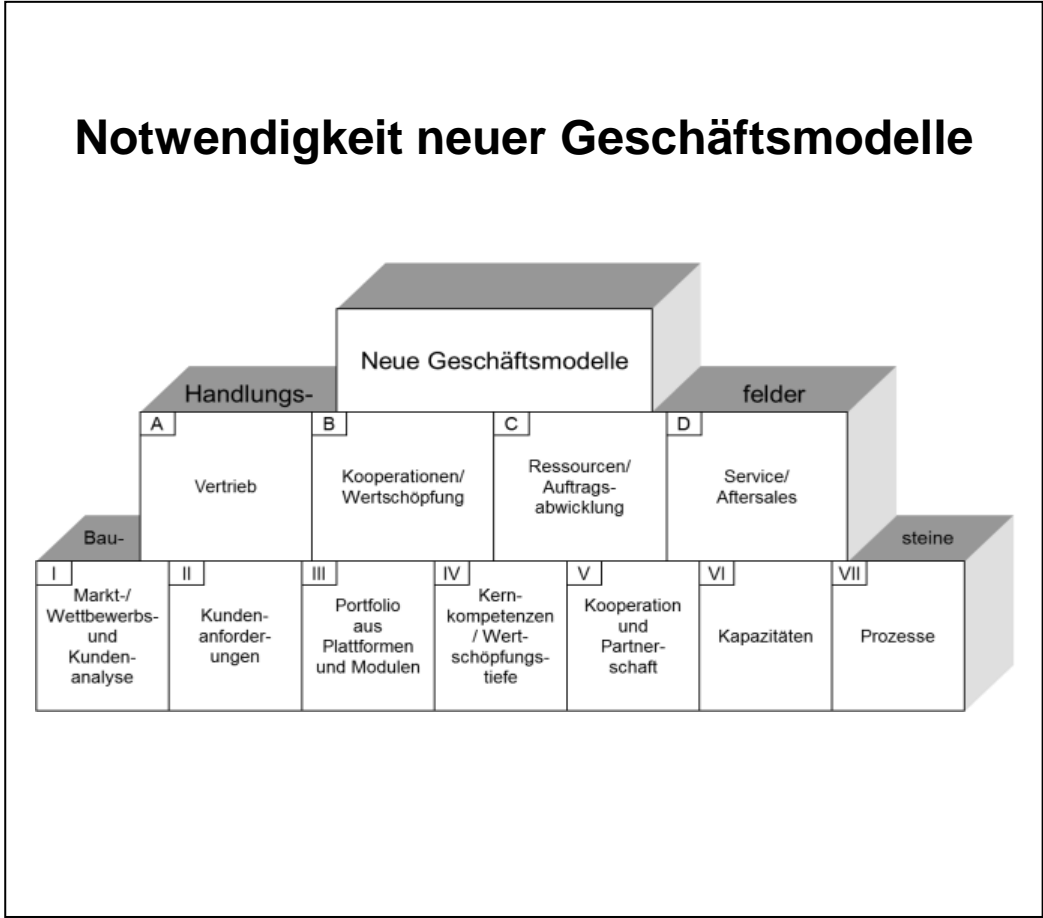 Notwendigkeit neuer Geschäftsmodelle
Neue Geschäftsmodelle
Handlungs-
felder
A
Vertrieb
B
Kooperationen/
Wertschöpfung
C
Ressourcen/
Auftrags-
abwicklung
D
Service/
Aftersales
Bau-
steine
I
Markt-/
Wettbewerbs-
und
Kunden-
analyse
II
Kunden-
anforder-
ungen
III
Portfolio
aus
Plattformen
und Modulen
IV
Kern-
kompetenzen
/ Wert-
schöpfungs-
tiefe
V
Kooperation
und
Partner-
schaft
VI
Kapazitäten
VII
Prozesse